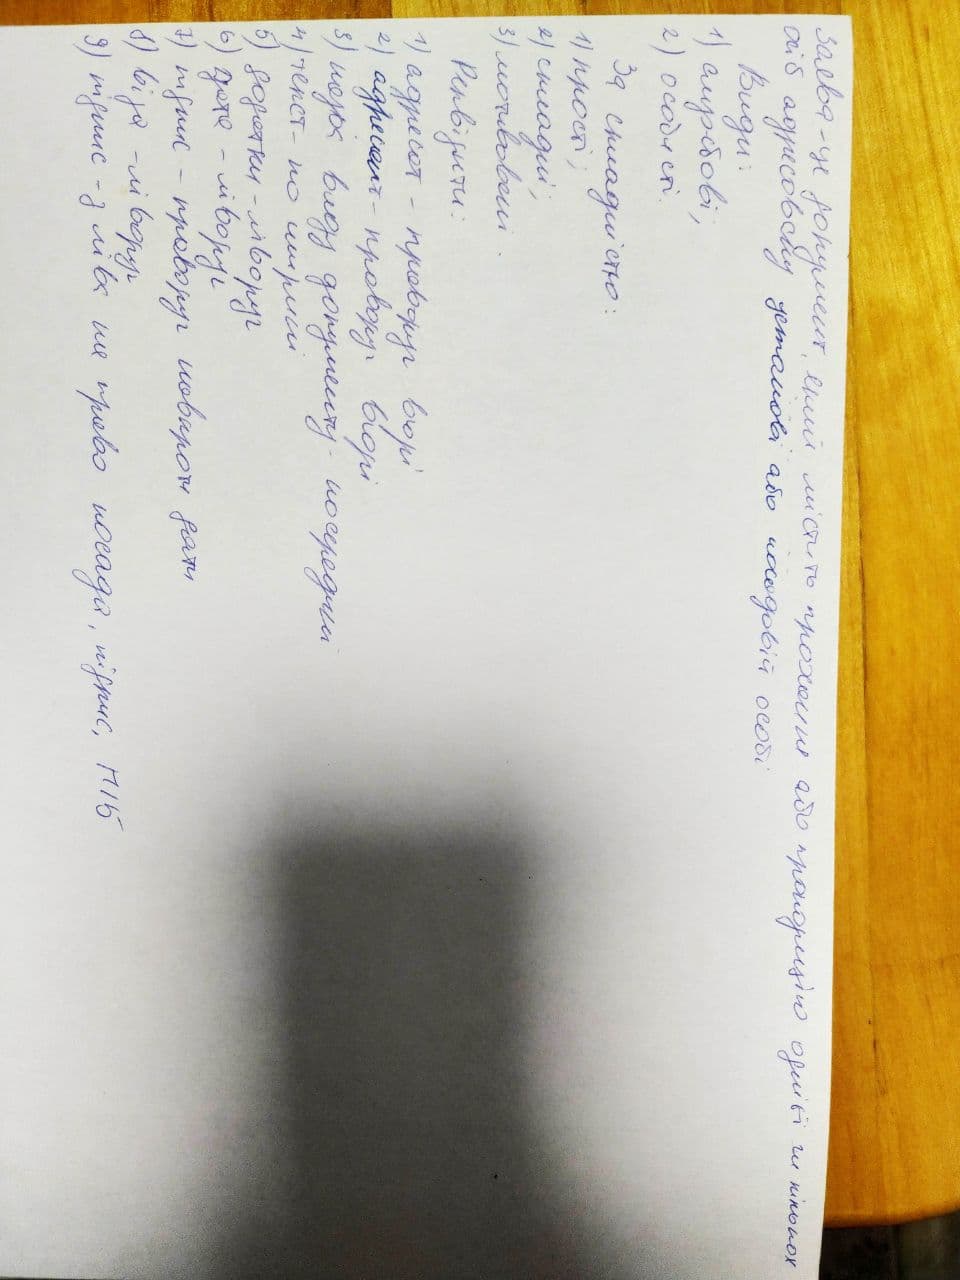 Заява - це документ, який містить прохання або пропозицію однієї чи кількох
осіб адресовану установі або посадовій особі
Види:
1) службові;
2) особисті.
За складністю:
1) прості;
2) складні;
3) мотивовані.
Реквізити:
1) адресат - праворуч вгорі
2) адресант - праворуч вгорі
3) назва виду документу - посередині
4) текст - по ширині
5) додатки - ліворуч
6) дата - ліворуч
7) підпис - праворуч навпроти дати
8) віза - ліворуч
9) підпис - з ліва на право посада, підпис, ПІБ